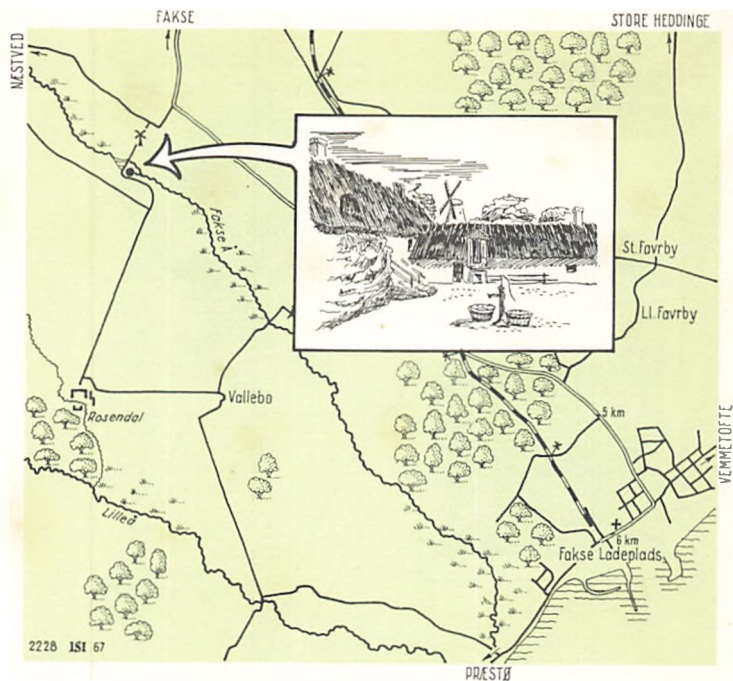 FAKSE
STORE HEDDINGE
NÆSTVED
Fakse Å
St. Favrby
Ll. Favrby
Vallebo
Rosendal
5 km
VEMMETOFTE
Lilleå
6 km
Fakse Ladeplads
2228 1S1 67
PRÆSTØ